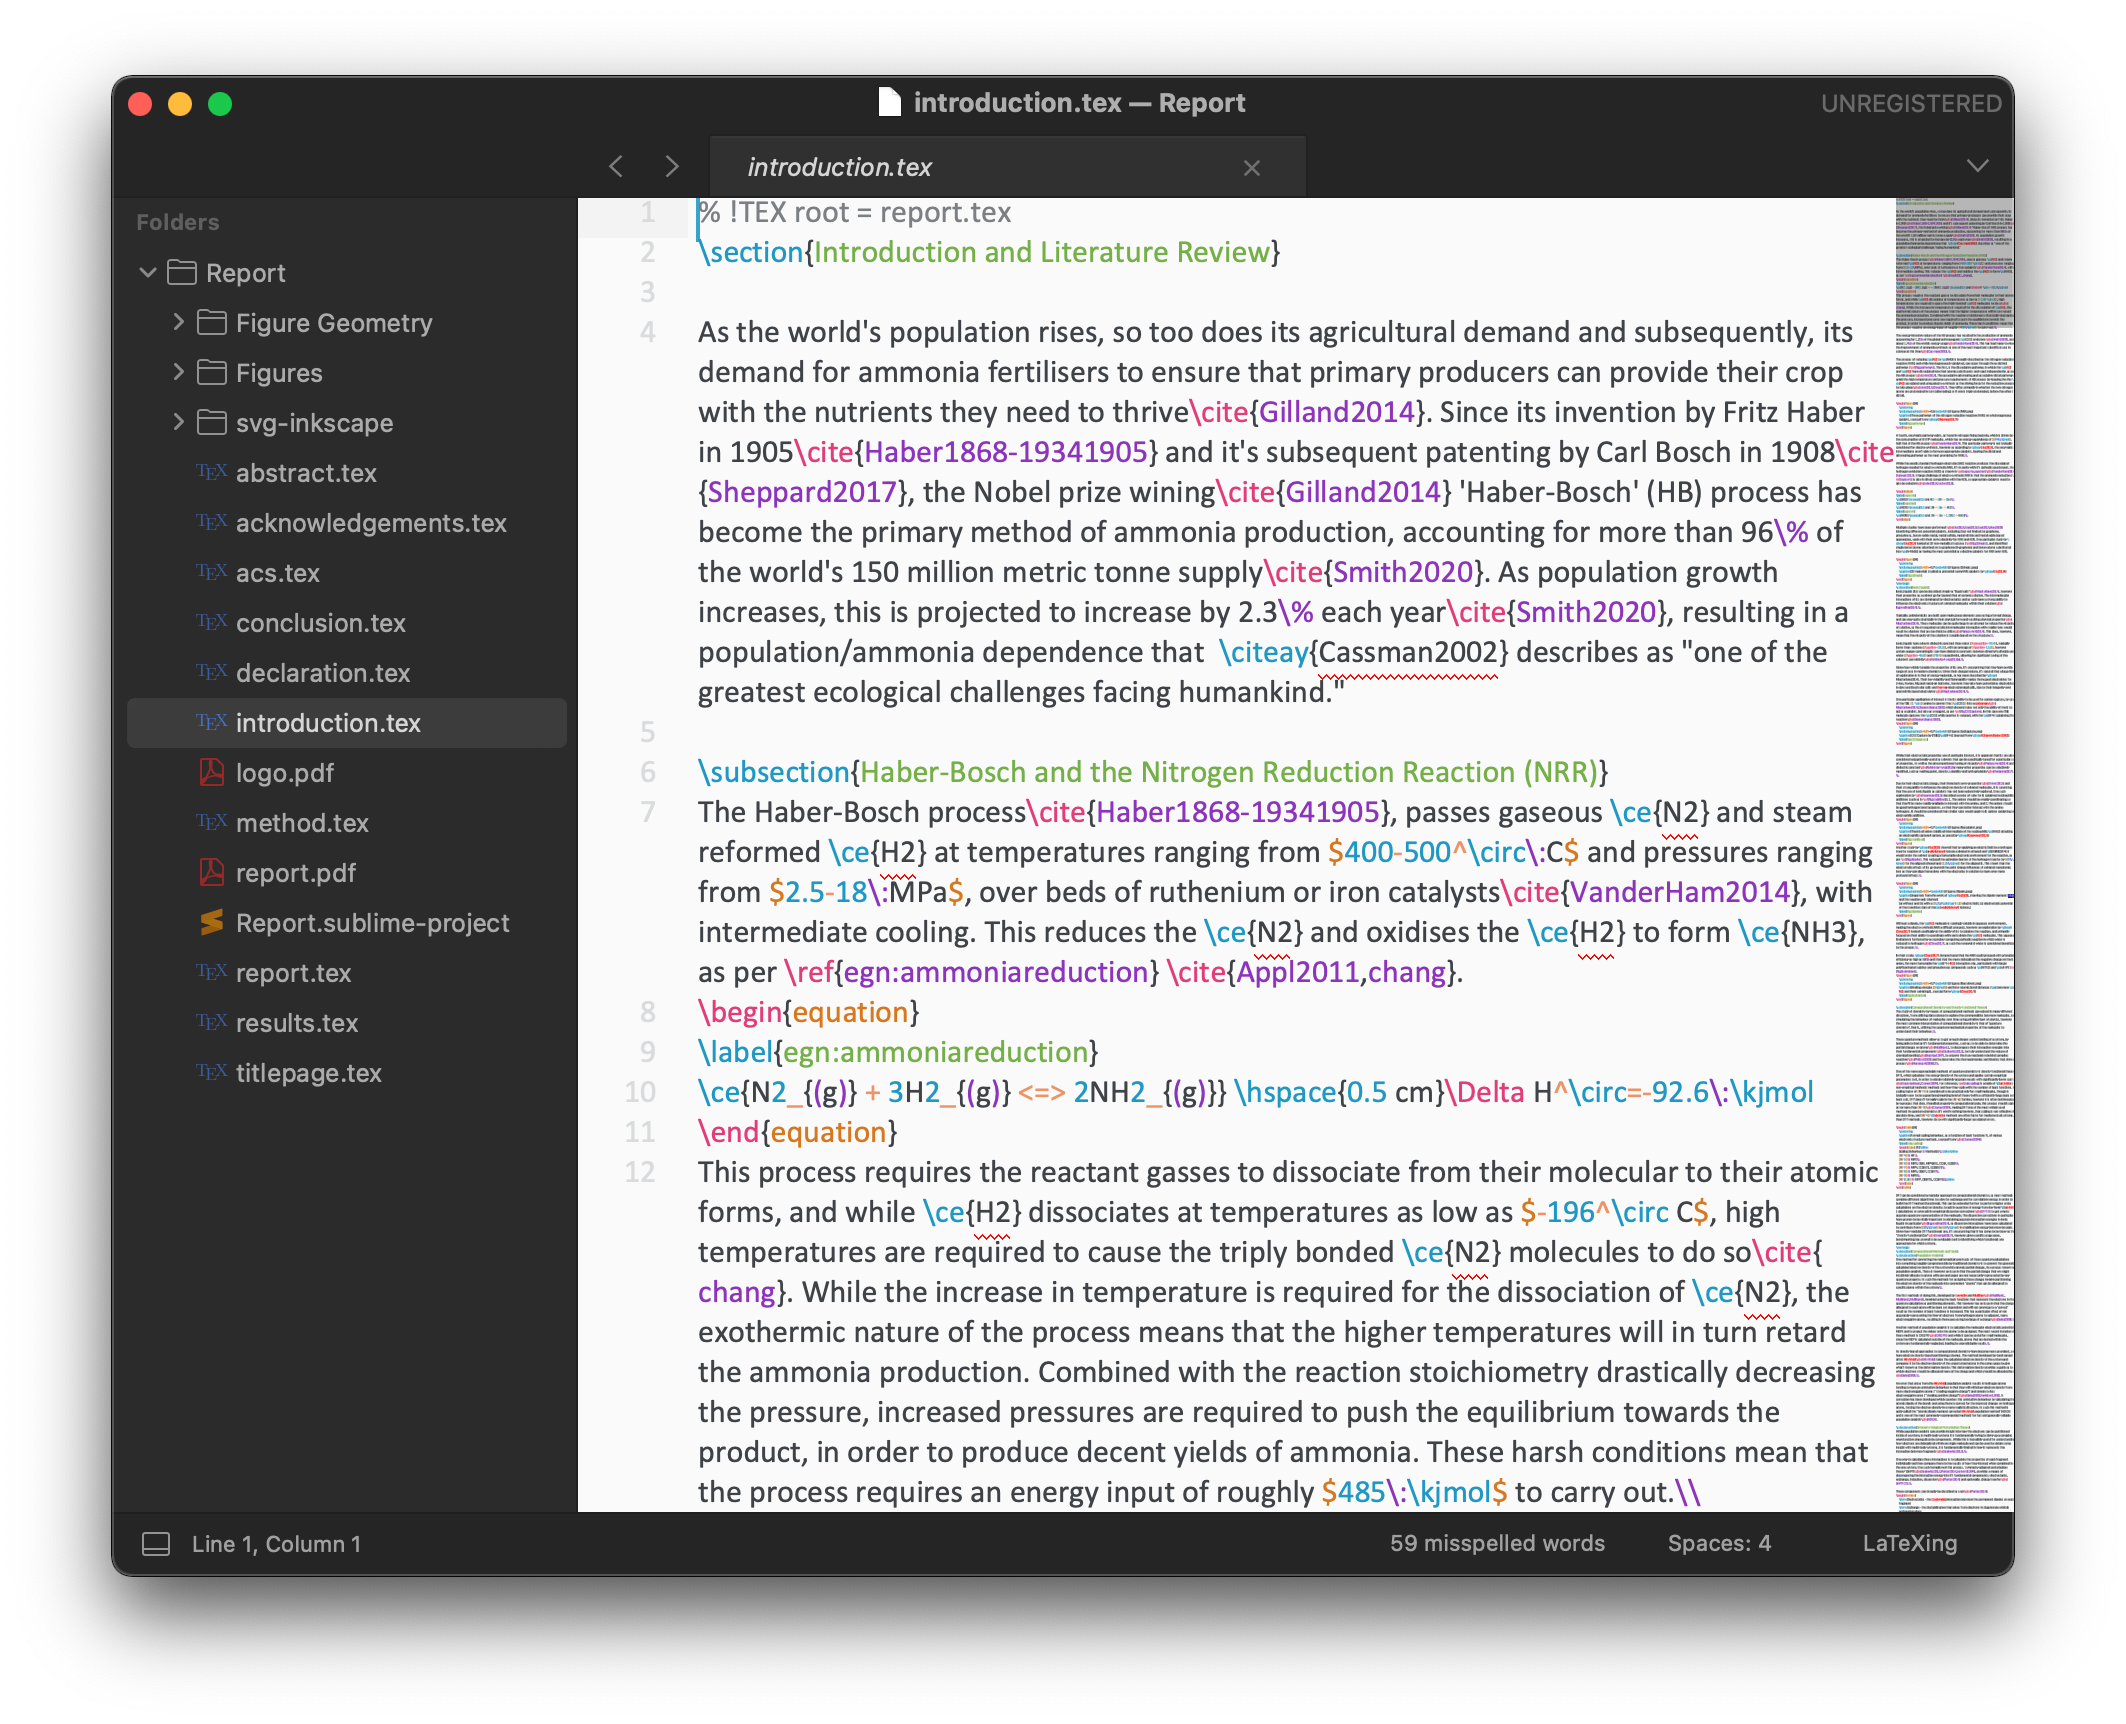 introduction.tex — Report
UNREGISTERED
introduction.tex
Folders
Report
Figure Geometry
Figures
svg-inkscape
abstract.tex
acknowledgements.tex
acs.tex
conclusion.tex
declaration.tex
introduction.tex
logo.pdf
method.tex
report.pdf
Report.sublime-project
report.tex
results.tex
titlepage.tex
1 % !TEX root = report.tex
2 \section{Introduction and Literature Review}
3
4 As the world's population rises, so too does its agricultural demand and subsequently, its
demand for ammonia fertilisers to ensure that primary producers can provide their crop
with the nutrients they need to thrive\cite{Gilland2014}. Since its invention by Fritz Haber
in 1905\cite{Haber1868-19341905} and it's subsequent patenting by Carl Bosch in 1908\cite
{Sheppard2017}, the Nobel prize wining\cite{Gilland2014} 'Haber-Bosch' (HB) process has
become the primary method of ammonia production, accounting for more than 96\% of
the world's 150 million metric tonne supply\cite{Smith2020}. As population growth
increases, this is projected to increase by 2.3\% each year\cite{Smith2020}, resulting in a
population/ammonia dependence that  \citeay{Cassman2002} describes as "one of the
greatest ecological challenges facing humankind."
5
6 \subsection{Haber-Bosch and the Nitrogen Reduction Reaction (NRR)}
7 The Haber-Bosch process\cite{Haber1868-19341905}, passes gaseous \ce{N2} and steam
reformed \ce{H2} at temperatures ranging from $400-500^\circ\:C$ and pressures ranging
from $2.5-18\:MPa$, over beds of ruthenium or iron catalysts\cite{VanderHam2014}, with
intermediate cooling. This reduces the \ce{N2} and oxidises the \ce{H2} to form \ce{NH3},
as per \ref{egn:ammoniareduction} \cite{Appl2011,chang}.
8 \begin{equation}
9 \label{egn:ammoniareduction}
10 \ce{N2_{(g)} + 3H2_{(g)} <=> 2NH2_{(g)}} \hspace{0.5 cm}\Delta H^\circ=-92.6\:\kjmol
11 \end{equation}
12 This process requires the reactant gasses to dissociate from their molecular to their atomic
forms, and while \ce{H2} dissociates at temperatures as low as $-196^\circ C$, high
temperatures are required to cause the triply bonded \ce{N2} molecules to do so\cite{
chang}. While the increase in temperature is required for the dissociation of \ce{N2}, the
exothermic nature of the process means that the higher temperatures will in turn retard
the ammonia production. Combined with the reaction stoichiometry drastically decreasing
the pressure, increased pressures are required to push the equilibrium towards the
product, in order to produce decent yields of ammonia. These harsh conditions mean that
the process requires an energy input of roughly $485\:\kjmol$ to carry out.\\
Line 1, Column 1
59 misspelled words
Spaces: 4
LaTeXing